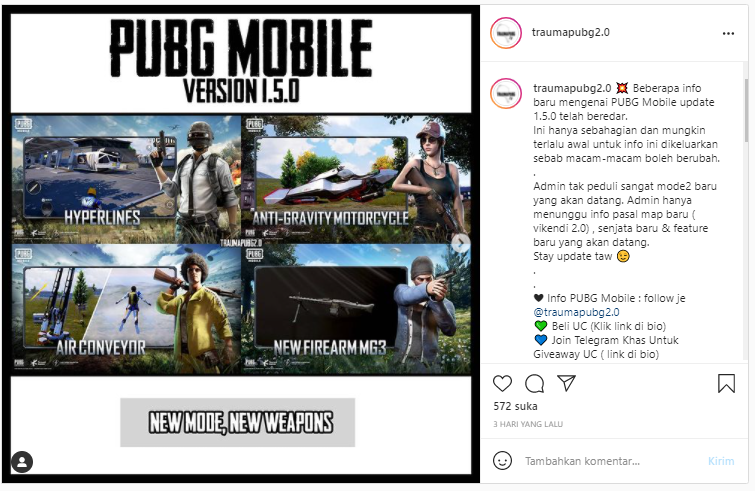 PUBG MOBILE
VERSION 1.5.0
PUBG
MOBILE
HYPERLINES
PUBG
MOBILE
ANTI-GRAVITY MOTORCYCLE
TRAUMAPUBG2.0
PUBG
MOBILE
AIR CONVEYOR
PUBG
MOBILE
NEW FIREARM MG3
NEW MODE, NEW WEAPONS
traumapubg2.0
traumapubg2.0 💥 Beberapa info
baru mengenai PUBG Mobile update
1.5.0 telah beredar.
Ini hanya sebahagian dan mungkin
terlalu awal untuk info ini dikeluarkan
sebab macam-macam boleh berubah.
.
Admin tak peduli sangat mode2 baru
yang akan datang. Admin hanya
menunggu info pasal map baru (
vikendi 2.0) , senjata baru & feature
baru yang akan datang.
Stay update taw 😉
.
.
🖤 Info PUBG Mobile : follow je
@traumapubg2.0
💚 Beli UC (Klik link di bio)
💙 Join Telegram Khas Untuk
Giveaway UC ( link di bio)
572 suka
3 HARI YANG LALU
Tambahkan komentar...
Kirim